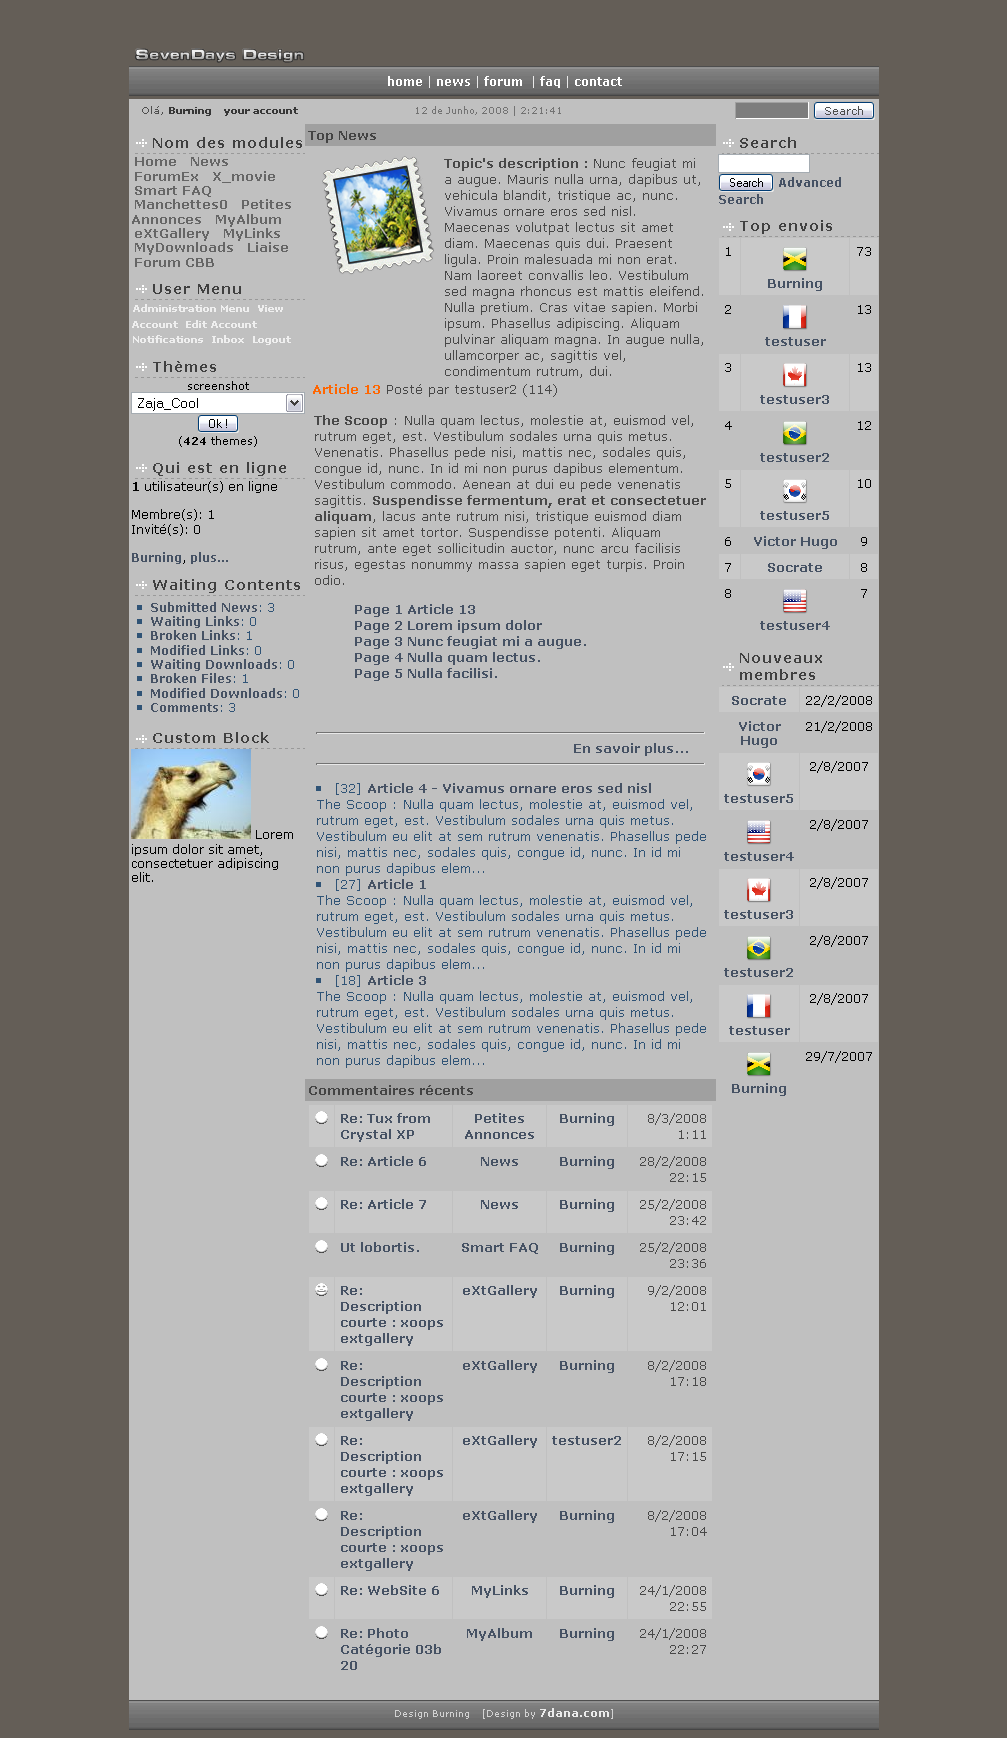 SevenDays Design
home | news | forum | faq | contact
Olá, Burning your account
12 de Junho, 2008 | 2:21:41
Search
Nom des modules
Home News
ForumEx X_movie
Smart FAQ
Manchettes0 Petites
Annonces MyAlbum
eXtGallery MyLinks
MyDownloads Liaise
Forum CBB
User Menu
Administration Menu View
Account Edit Account
Notifications Inbox Logout
Thèmes
screenshot
Zaja_Cool
Ok !
(424 themes)
Qui est en ligne
1 utilisateur(s) en ligne
Membre(s): 1
Invité(s): 0
Burning, plus...
Waiting Contents
Submitted News: 3
Waiting Links: 0
Broken Links: 1
Modified Links: 0
Waiting Downloads: 0
Broken Files: 1
Modified Downloads: 0
Comments: 3
Custom Block
Lorem
ipsum dolor sit amet,
consectetuer adipiscing
elit.
Top News
Topic's description : Nunc feugiat mi
a augue. Mauris nulla urna, dapibus ut,
vehicula blandit, tristique ac, nunc.
Vivamus ornare eros sed nisl.
Maecenas volutpat lectus sit amet
diam. Maecenas quis dui. Praesent
ligula. Proin malesuada mi non erat.
Nam laoreet convallis leo. Vestibulum
sed magna rhoncus est mattis eleifend.
Nulla pretium. Cras vitae sapien. Morbi
ipsum. Phasellus adipiscing. Aliquam
pulvinar aliquam magna. In augue nulla,
ullamcorper ac, sagittis vel,
condimentum rutrum, dui.
Article 13 Posté par testuser2 (114)
The Scoop : Nulla quam lectus, molestie at, euismod vel,
rutrum eget, est. Vestibulum sodales urna quis metus.
Venenatis. Phasellus pede nisi, mattis nec, sodales quis,
congue id, nunc. In id mi non purus dapibus elementum.
Vestibulum commodo. Aenean at dui eu pede venenatis
sagittis. Suspendisse fermentum, erat et consectetuer
aliquam, lacus ante rutrum nisi, tristique euismod diam
sapien sit amet tortor. Suspendisse potenti. Aliquam
rutrum, ante eget sollicitudin auctor, nunc arcu facilisis
risus, egestas nonummy massa sapien eget turpis. Proin
odio.
Page 1 Article 13
Page 2 Lorem ipsum dolor
Page 3 Nunc feugiat mi a augue.
Page 4 Nulla quam lectus.
Page 5 Nulla facilisi.
En savoir plus...
[32] Article 4 - Vivamus ornare eros sed nisl
The Scoop : Nulla quam lectus, molestie at, euismod vel,
rutrum eget, est. Vestibulum sodales urna quis metus.
Vestibulum eu elit at sem rutrum venenatis. Phasellus pede
nisi, mattis nec, sodales quis, congue id, nunc. In id mi
non purus dapibus elem...
[27] Article 1
The Scoop : Nulla quam lectus, molestie at, euismod vel,
rutrum eget, est. Vestibulum sodales urna quis metus.
Vestibulum eu elit at sem rutrum venenatis. Phasellus pede
nisi, mattis nec, sodales quis, congue id, nunc. In id mi
non purus dapibus elem...
[18] Article 3
The Scoop : Nulla quam lectus, molestie at, euismod vel,
rutrum eget, est. Vestibulum sodales urna quis metus.
Vestibulum eu elit at sem rutrum venenatis. Phasellus pede
nisi, mattis nec, sodales quis, congue id, nunc. In id mi
non purus dapibus elem...
Commentaires récents
Re: Tux from Petites Burning 8/3/2008
Crystal XP Annonces 1:11
Re: Article 6 News Burning 28/2/2008
22:15
Re: Article 7 News Burning 25/2/2008
23:42
Ut lobortis. Smart FAQ Burning 25/2/2008
23:36
Re: eXtGallery Burning 9/2/2008
Description 12:01
courte : xoops
extgallery
Re: eXtGallery Burning 8/2/2008
Description 17:18
courte : xoops
extgallery
Re: eXtGallery testuser2 8/2/2008
Description 17:15
courte : xoops
extgallery
Re: eXtGallery Burning 8/2/2008
Description 17:04
courte : xoops
extgallery
Re: WebSite 6 MyLinks Burning 24/1/2008
22:55
Re: Photo MyAlbum Burning 24/1/2008
Catégorie 03b 22:27
20
Search
Search Advanced
Search
Top envois
1 73
Burning
2 13
testuser
3 13
testuser3
4 12
testuser2
5 10
testuser5
6 Victor Hugo 9
7 Socrate 8
8 7
testuser4
Nouveaux
membres
Socrate 22/2/2008
Victor 21/2/2008
Hugo
2/8/2007
testuser5
2/8/2007
testuser4
2/8/2007
testuser3
2/8/2007
testuser2
2/8/2007
testuser
29/7/2007
Burning
Design Burning [Design by 7dana.com]